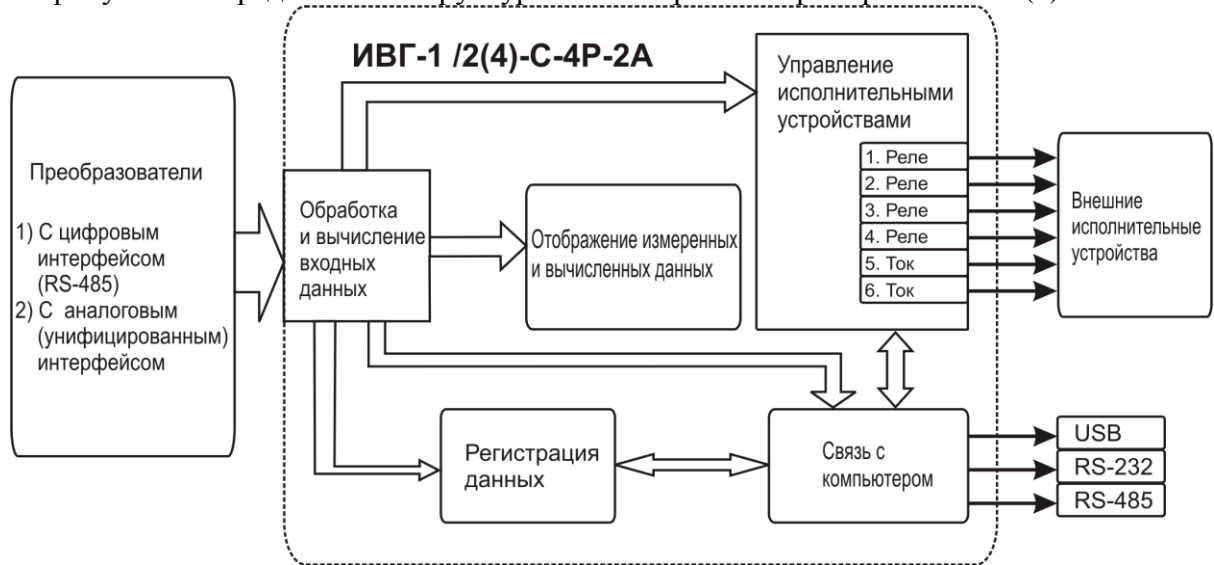 ИВГ-1 /2(4)-С-4Р-2А
Преобразователи
1) С цифровым
интерфейсом
(RS-485)
2) С аналоговым
(унифицированным)
интерфейсом
Обработка
и вычисление
входных
данных
Отображение измеренных
и вычисленных данных
Управление
исполнительными
устройствами
1. Реле
2. Реле
3. Реле
4. Реле
5. Ток
6. Ток
Внешние
исполнительные
устройства
Регистрация
данных
Связь с
компьютером
USB
RS-232
RS-485